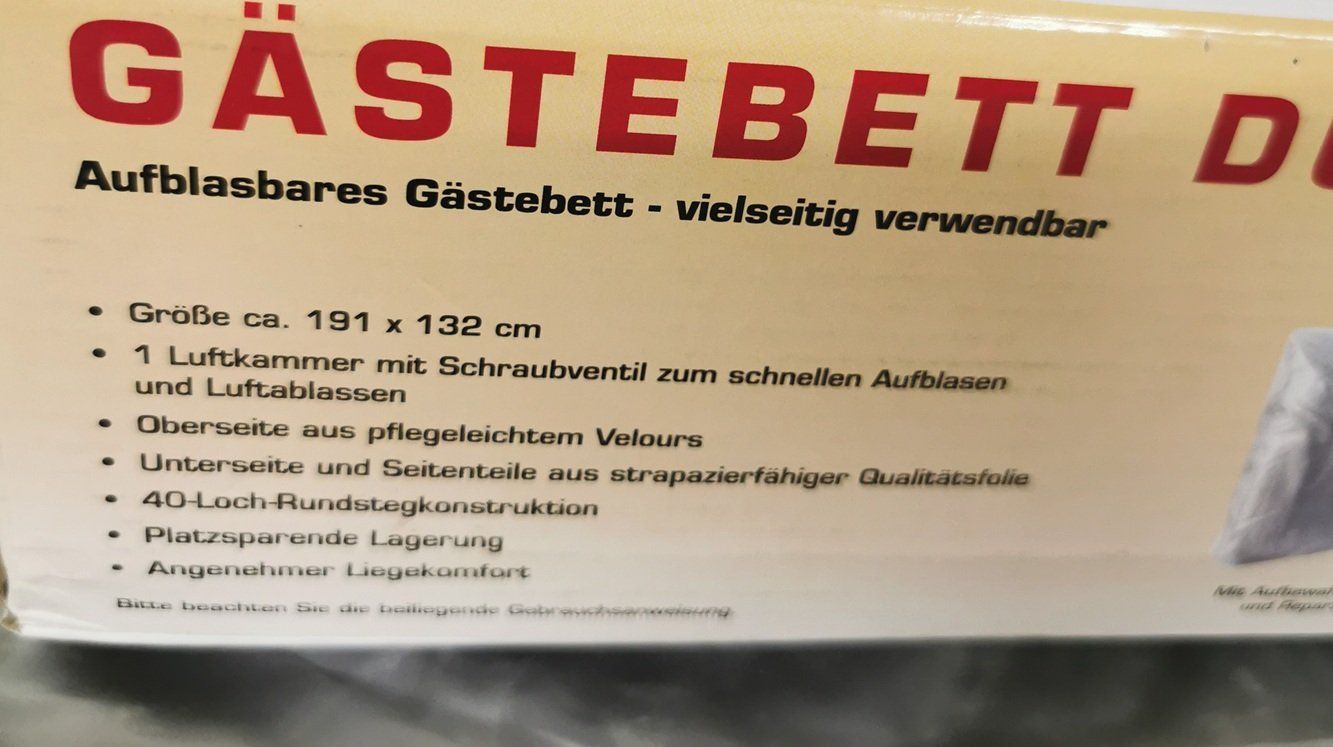 GÄSTEBETT
Aufblasbares Gästebett - vielseitig verwendbar
• Größe ca. 191 x 132 cm
• 1 Luftkammer mit Schraubventil zum schnellen Aufblasen
und Luftablassen
• Oberseite aus pflegeleichtem Velours
• Unterseite und Seitenteile aus strapazierfähiger Qualitätsfolie
• 40-Loch-Rundstegkonstruktion
• Platzsparende Lagerung
• Angenehmer Liegekomfort
Bitte beachten Sie die beiliegende Gebrauchsanweisung.
Mit
und